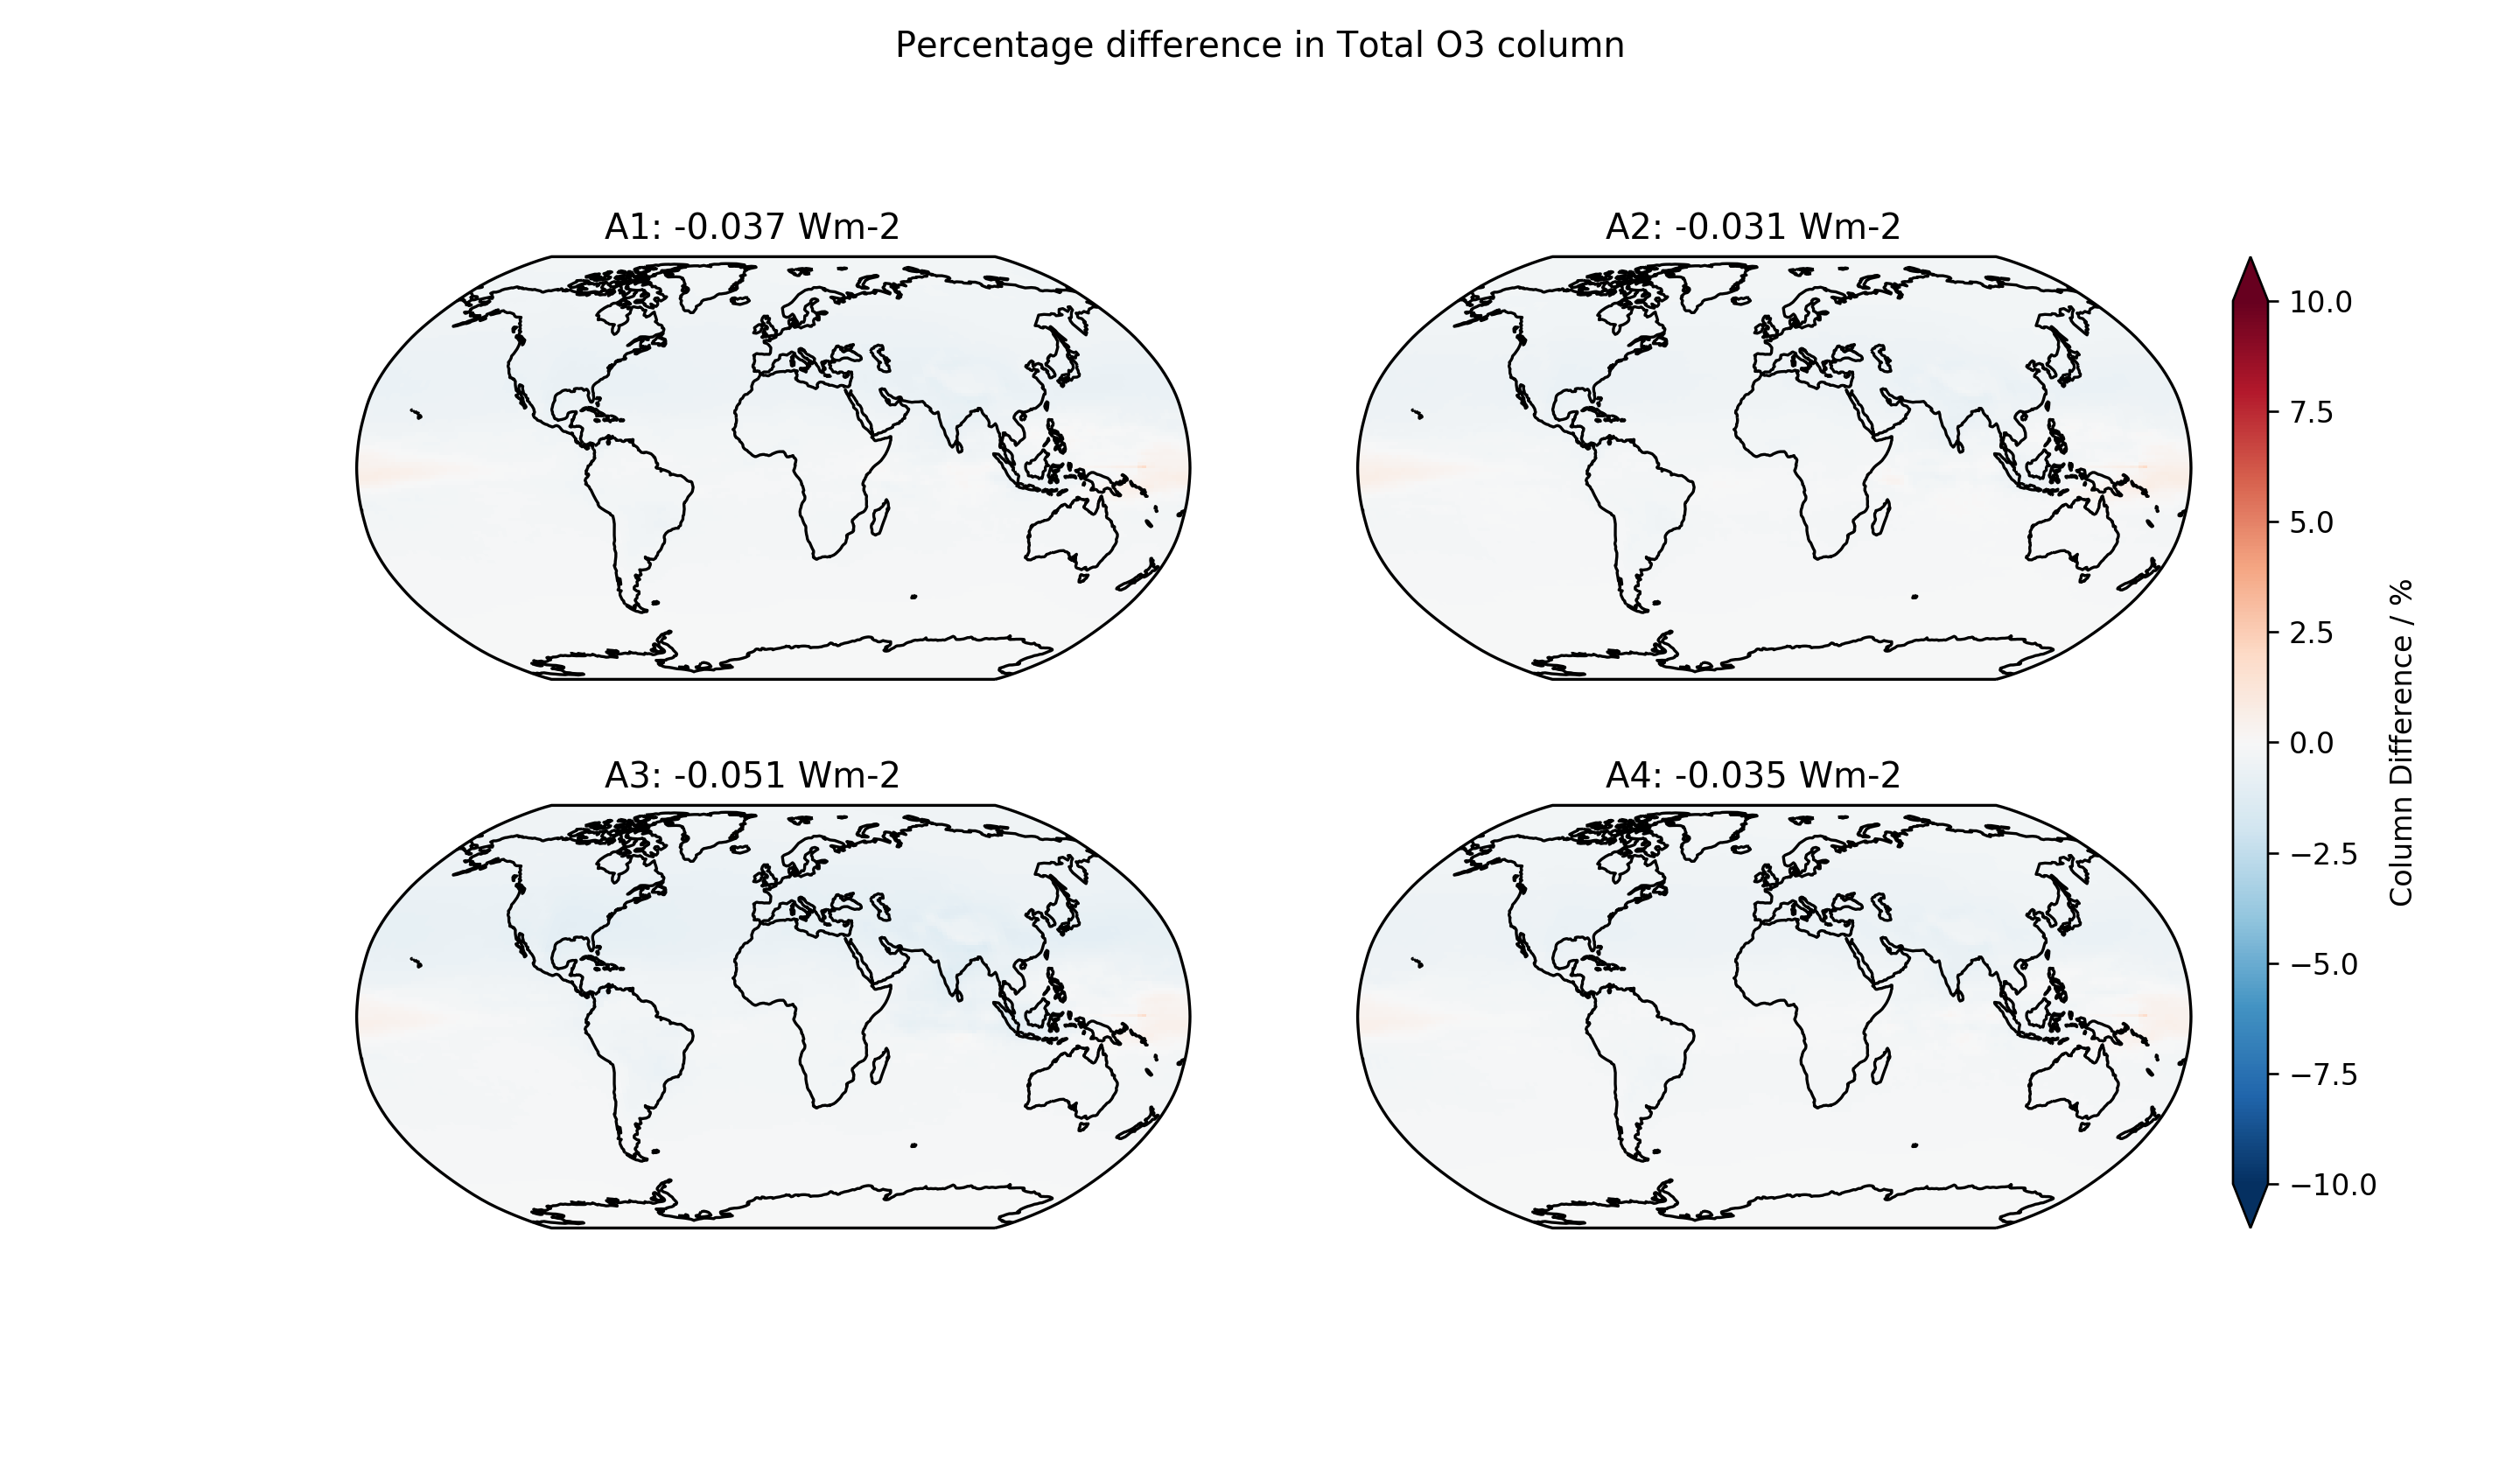 Percentage difference in Total O3 column
A1: -0.037 Wm-2
A2: -0.031 Wm-2
A3: -0.051 Wm-2
A4: -0.035 Wm-2
10.0
7.5
5.0
2.5
0.0
−2.5
−5.0
−7.5
−10.0
Column Difference / %